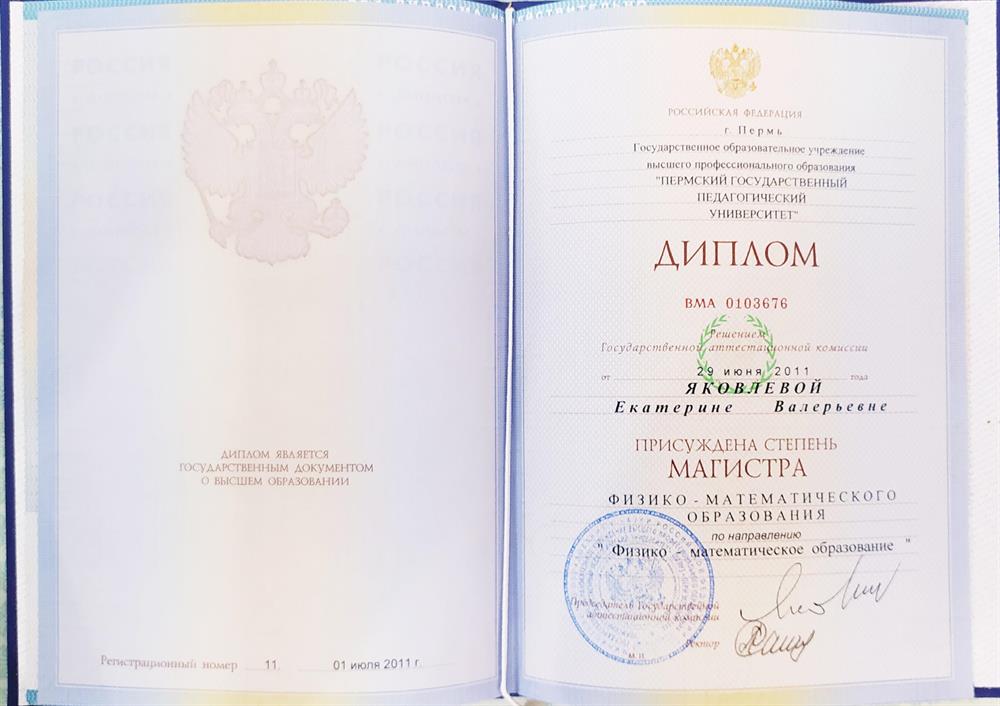 ДИПЛОМ ЯВЛЯЕТСЯ
ГОСУДАРСТВЕННЫМ ДОКУМЕНТОМ
О ВЫСШЕМ ОБРАЗОВАНИИ
Регистрационный номер 11. 01 июля 2011 г.
РОССИЙСКАЯ ФЕДЕРАЦИЯ
г. Пермь
Государственное образовательное учреждение
высшего профессионального образования
"ПЕРМСКИЙ ГОСУДАРСТВЕННЫЙ
ПЕДАГОГИЧЕСКИЙ
УНИВЕРСИТЕТ"
ДИПЛОМ
ВМА 0103676
Решением
Государственной аттестационной комиссии
от 29 июня 2011 года
ЯКОВЛЕВОЙ
Екатерине Валерьевне
ПРИСУЖДЕНА СТЕПЕНЬ
МАГИСТРА
ФИЗИКО - МАТЕМАТИЧЕСКОГО
ОБРАЗОВАНИЯ
по направлению
" Физико - математическое образование "
Председатель Государственной
аттестационной комиссии
Ректор
М. П.